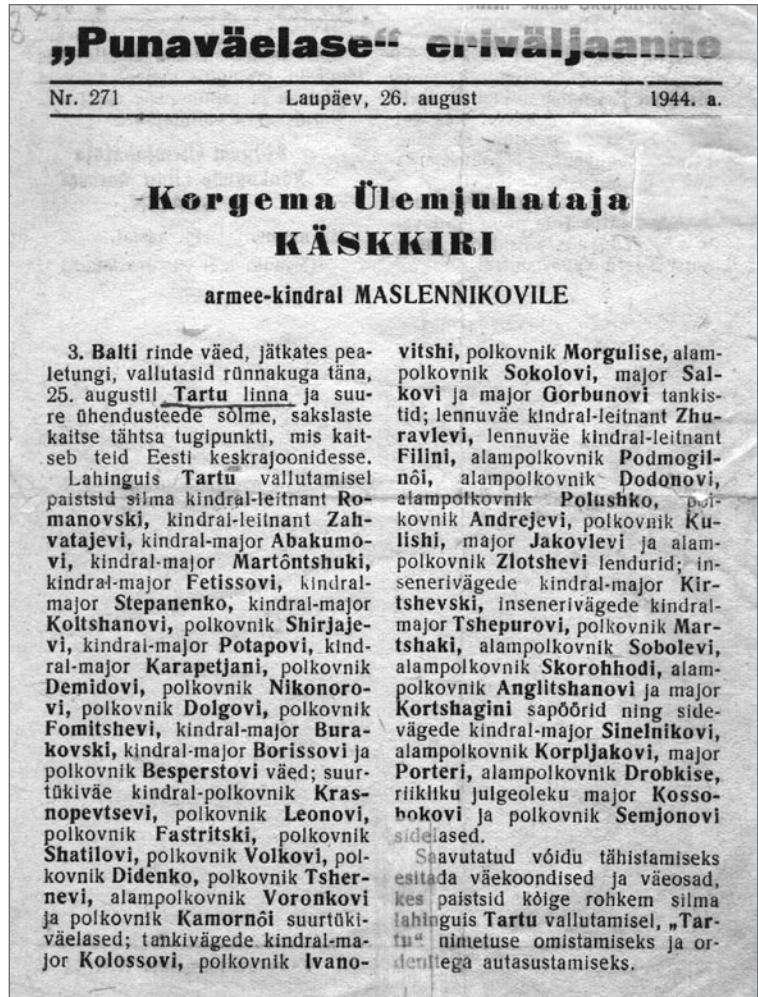 „Punaväelase“ eriväljaanne
Nr. 271 Laupäev, 26. august 1944. a.
Kõrgema Ülemjuhataja
KÄSKKIRI
armee-kindral MASLENNIKOVILE
3. Balti rinde väed, jätkates pea-
letungi, vallutasid rünnakuga täna,
25. augustil Tartu linna ja suu-
re ühendusteede sõlme, sakslaste
kaitse tähtsa tugipunkti, mis kait-
seb teid Eesti keskrajoonidesse.
Lahinguis Tartu vallutamisel
paistsid silma kindral-leitnant Ro-
manovski, kindral-leitnant Zah-
vatajevi, kindral-major Abakumo-
vi, kindral-major Martõntshuki,
kindral-major Fetissovi, kindral-
major Stepanenko, kindral-major
Koltshanovi, polkovnik Shirjaje-
vi, kindral-major Potapovi, kind-
ral-major Karapetjani, polkovnik
Demidovi, polkovnik Nikonoro-
vi, polkovnik Dolgovi, polkovnik
Fomitshevi, kindral-major Bura-
kovski, kindral-major Borissovi ja
polkovnik Besperstovi väed; suur-
tükiväe kindral-polkovnik Kras-
nopevtsevi, polkovnik Leonovi,
polkovnik Fastritski, polkovnik
Shatilovi, polkovnik Volkovi, pol-
kovnik Didenko, polkovnik Tsher-
nevi, alampolkovnik Voronkovi
ja polkovnik Kamornõi suurtüki-
väelased; tankivägede kindral-ma-
jor Kolossovi, polkovnik Ivano-
vitshi, polkovnik Morgulise, alam-
polkovnik Sokolovi, major Sal-
kovi ja major Gorbunovi tankis-
tid; lennuväe kindral-leitnant Zhu-
ravlevi, lennuväe kindral-leitnant
Filini, alampolkovnik Podmogil-
nõi, alampolkovnik Dodonovi,
alampolkovnik Polushko, pol-
kovnik Andrejevi, polkovnik Ku-
lishi, major Jakovlevi ja alam-
polkovnik Zlotshevi lendurid; in-
senerivägede kindral-major Kir-
tshevski, insenerivägede kindral-
major Tshepurovi, polkovnik Mar-
tshaki, alampolkovnik Sobolevi,
alampolkovnik Skorohhodi, alam-
polkovnik Anglitshanovi ja major
Kortshagini sapöörid ning side-
vägede kindral-major Sinelnikovi,
alampolkovnik Korpljakovi, major
Porteri, alampolkovnik Drobkise,
riikliku julgeoleku major Kosso-
bokovi ja polkovnik Semjonovi
sidelased.
Saavutatud võidu tähistamiseks
esitada väekoondised ja väeosad,
kes paistsid kõige rohkem silma
lahinguis Tartu vallutamisel, „Tar-
tu“ nimetuse omistamiseks ja or-
denitega autasustamiseks.